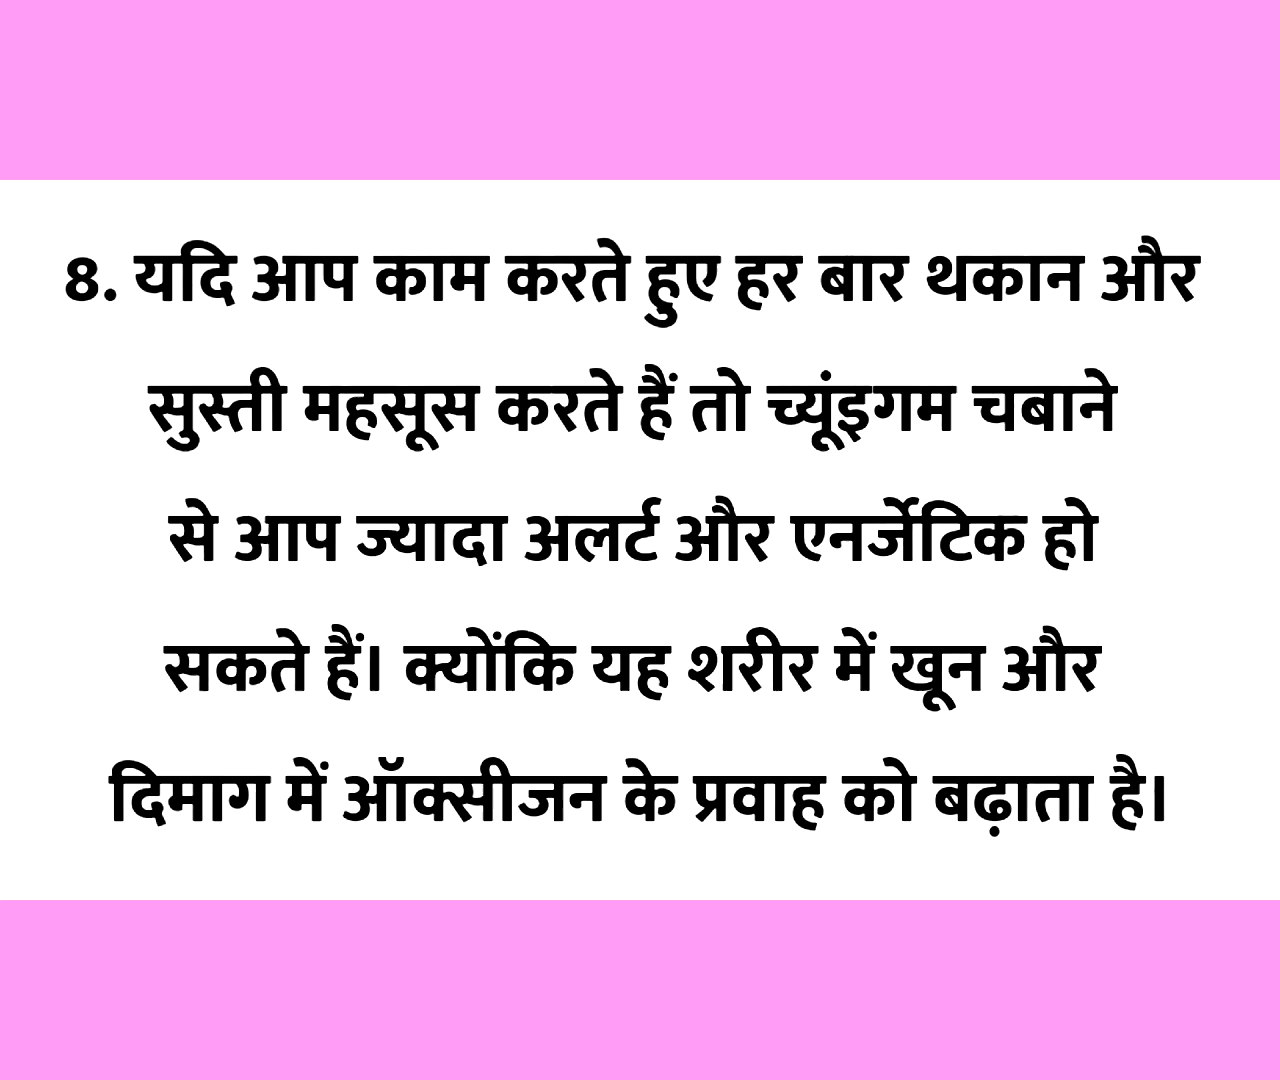 8. यदि आप काम करते हुए हर बार थकान और
सुस्ती महसूस करते हैं तो च्यूंइगम चबाने
से आप ज्यादा अलर्ट और एनर्जेटिक हो
सकते हैं। क्योंकि यह शरीर में खून और
दिमाग में ऑक्सीजन के प्रवाह को बढ़ाता है।